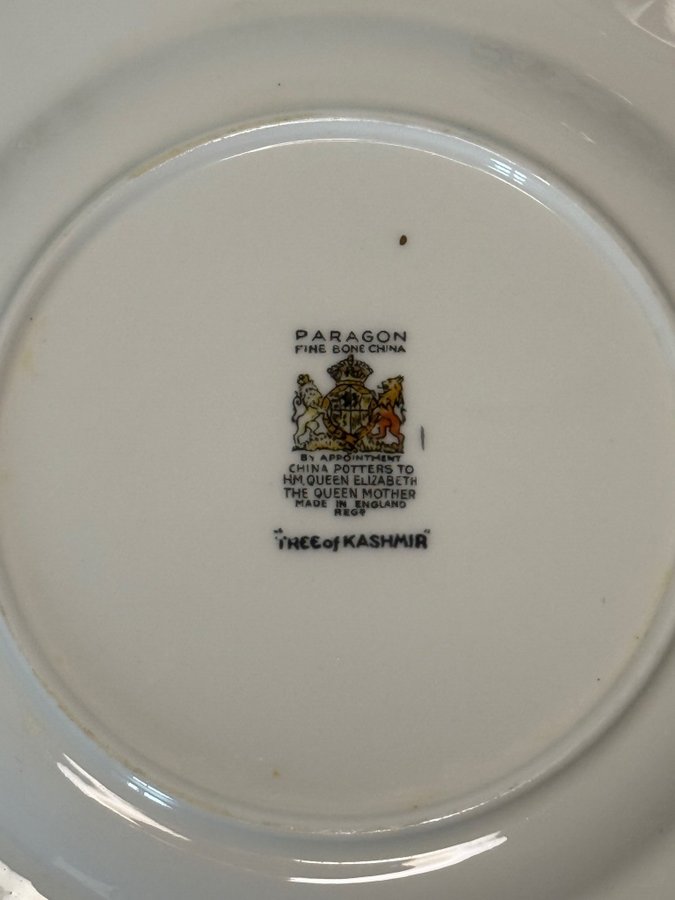 PARAGON
FINE BONE CHINA
BY APPOINTMENT
CHINA POTTERS TO
H.M. QUEEN ELIZABETH
THE QUEEN MOTHER
MADE IN ENGLAND
REGD
"TREE of KASHMIR"